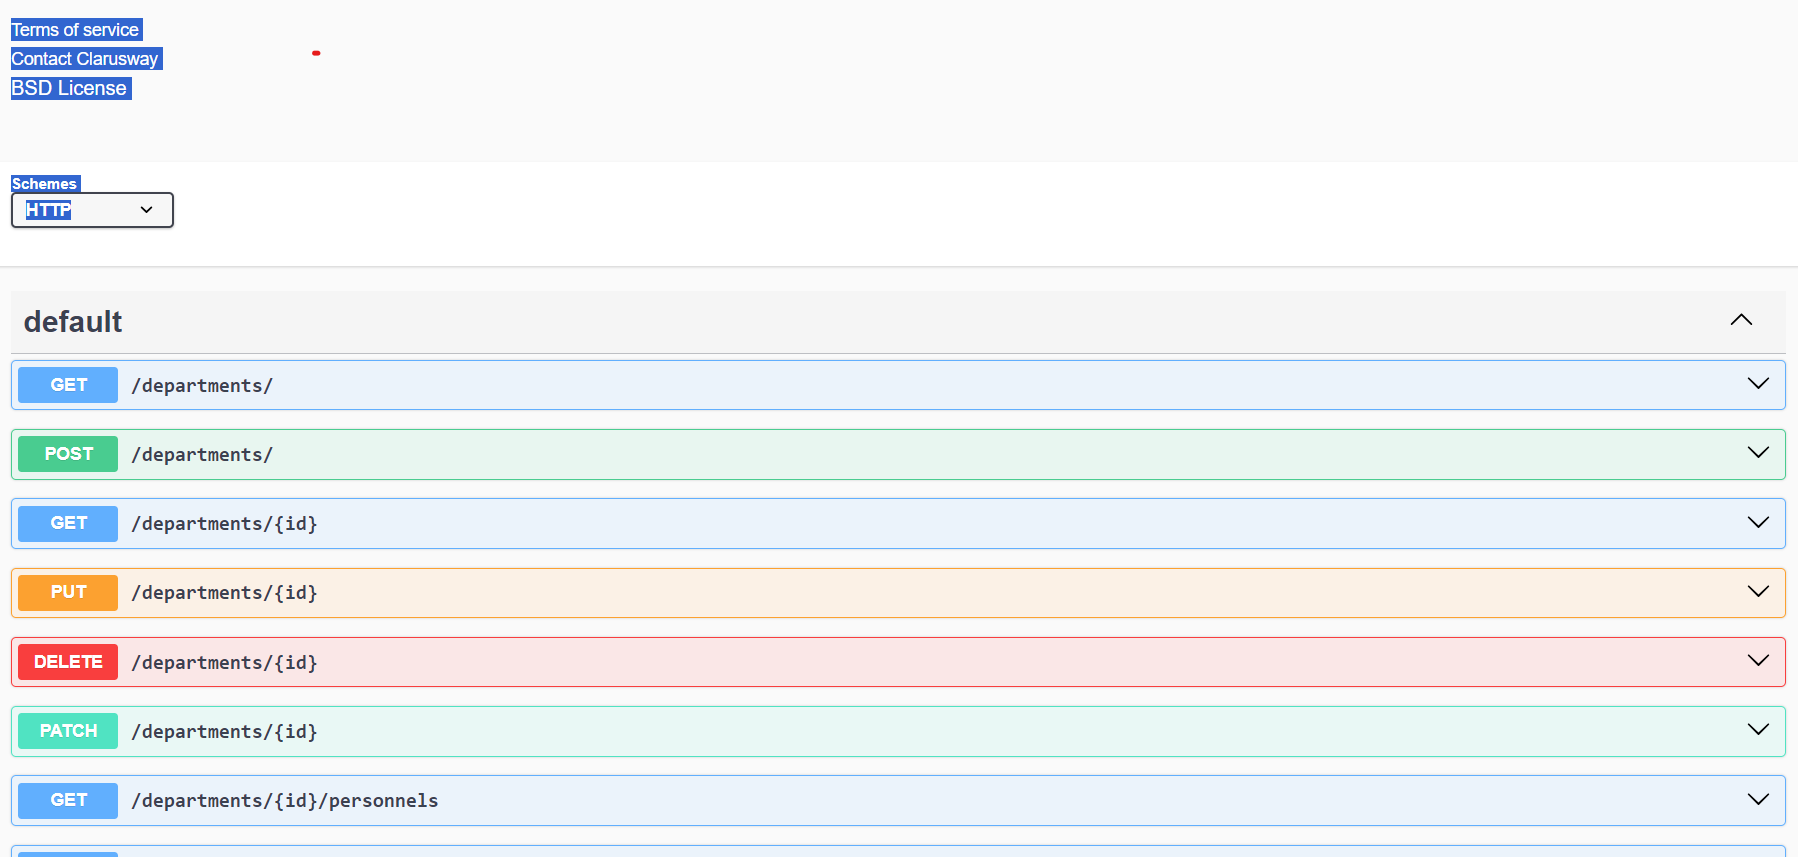 Terms of service
Contact Clarusway
BSD License
Schemes
HTTP
default
GET /departments/
POST /departments/
GET /departments/{id}
PUT /departments/{id}
DELETE /departments/{id}
PATCH /departments/{id}
GET /departments/{id}/personnels